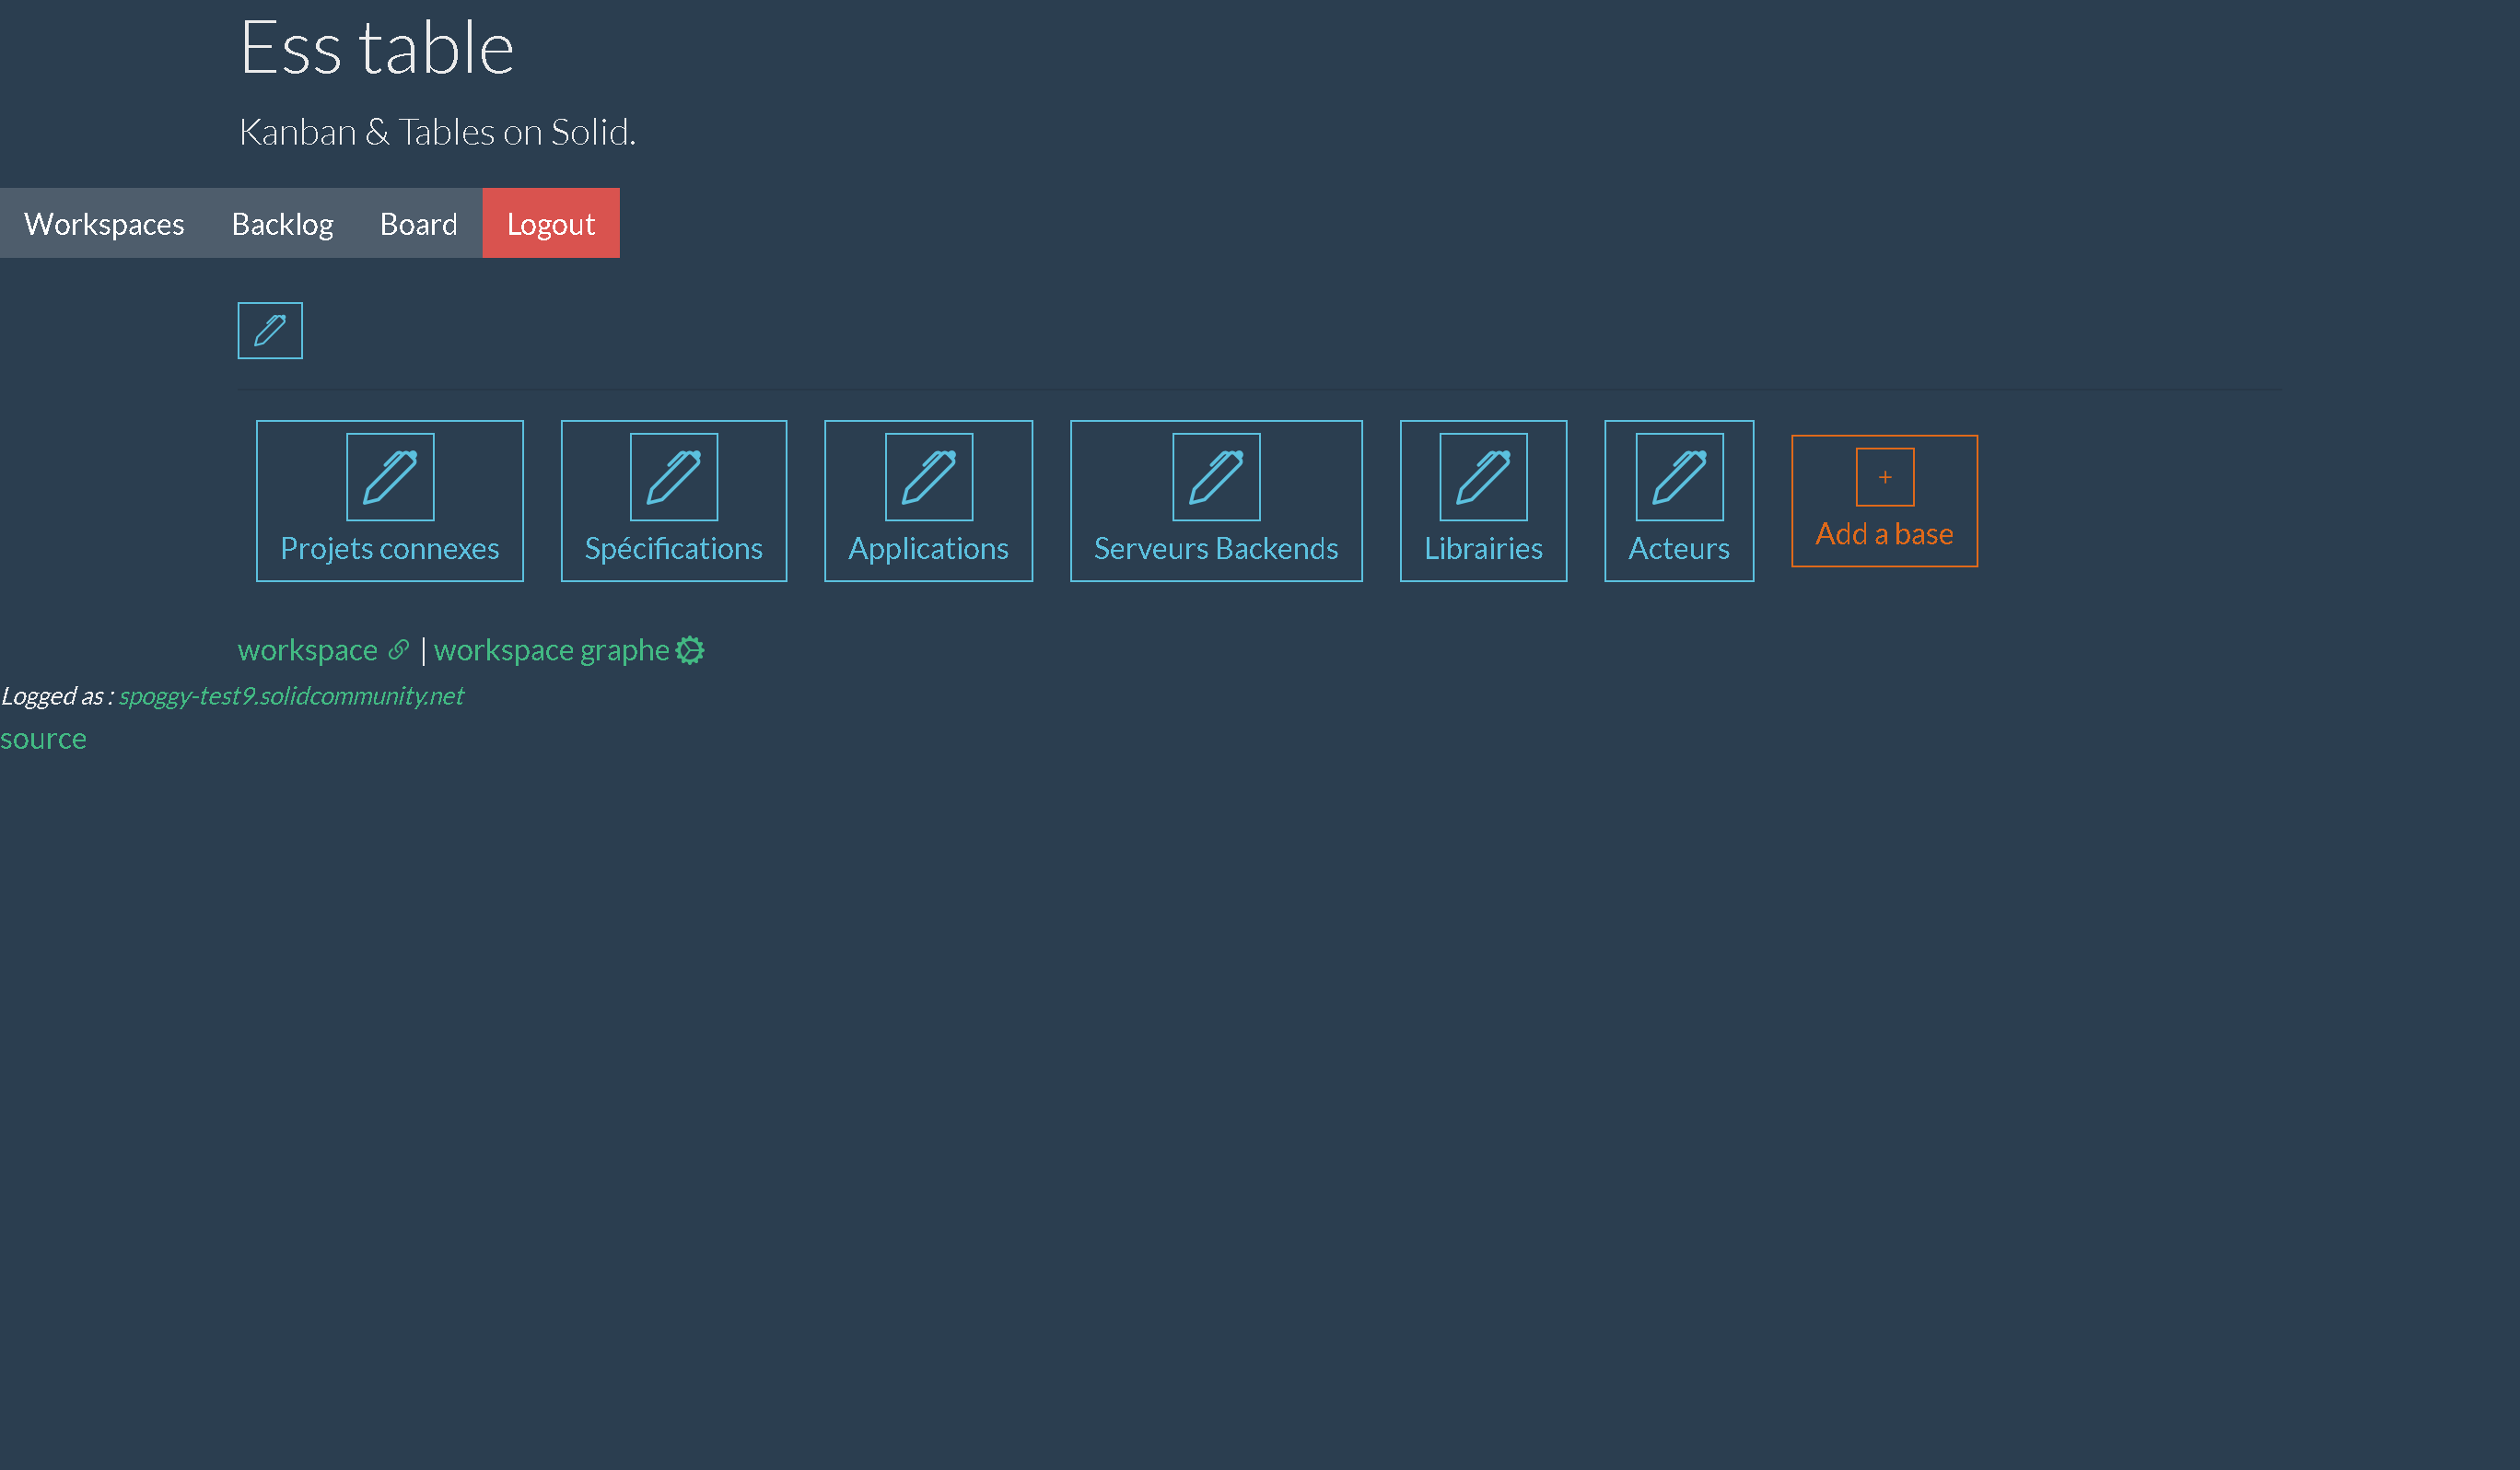 Ess table
Kanban & Tables on Solid.
Workspaces Backlog Board Logout
Projets connexes Spécifications Applications Serveurs Backends Librairies Acteurs + Add a base
workspace | workspace graphe
Logged as : spoggy-test9.solidcommunity.net
source